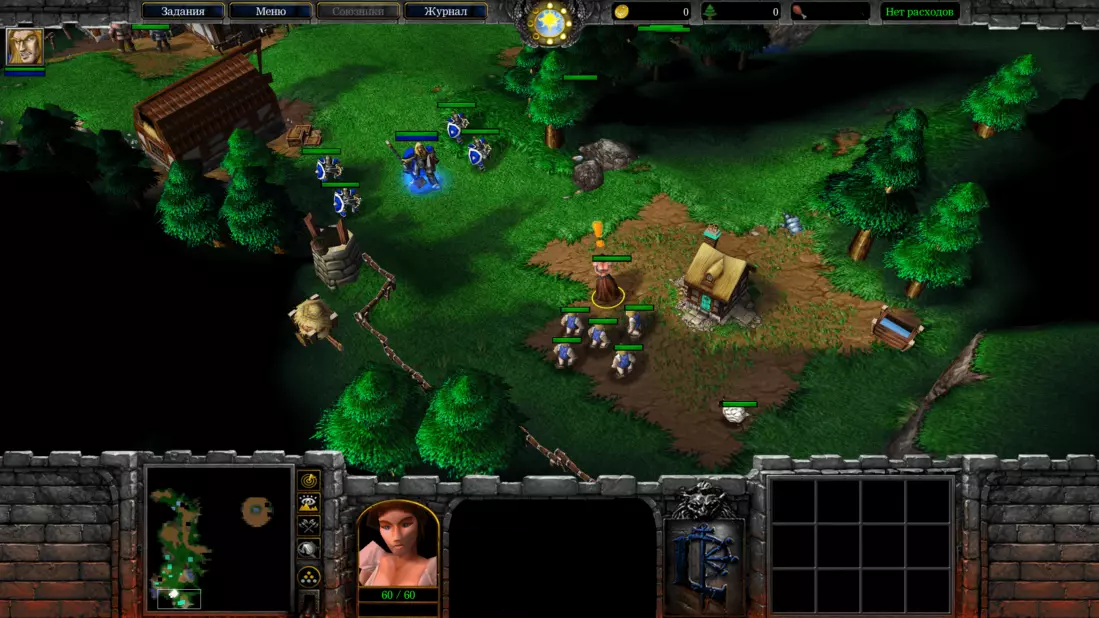 Задания
Меню
Союзники
Журнал
0
0
Нет расходов
60 / 60